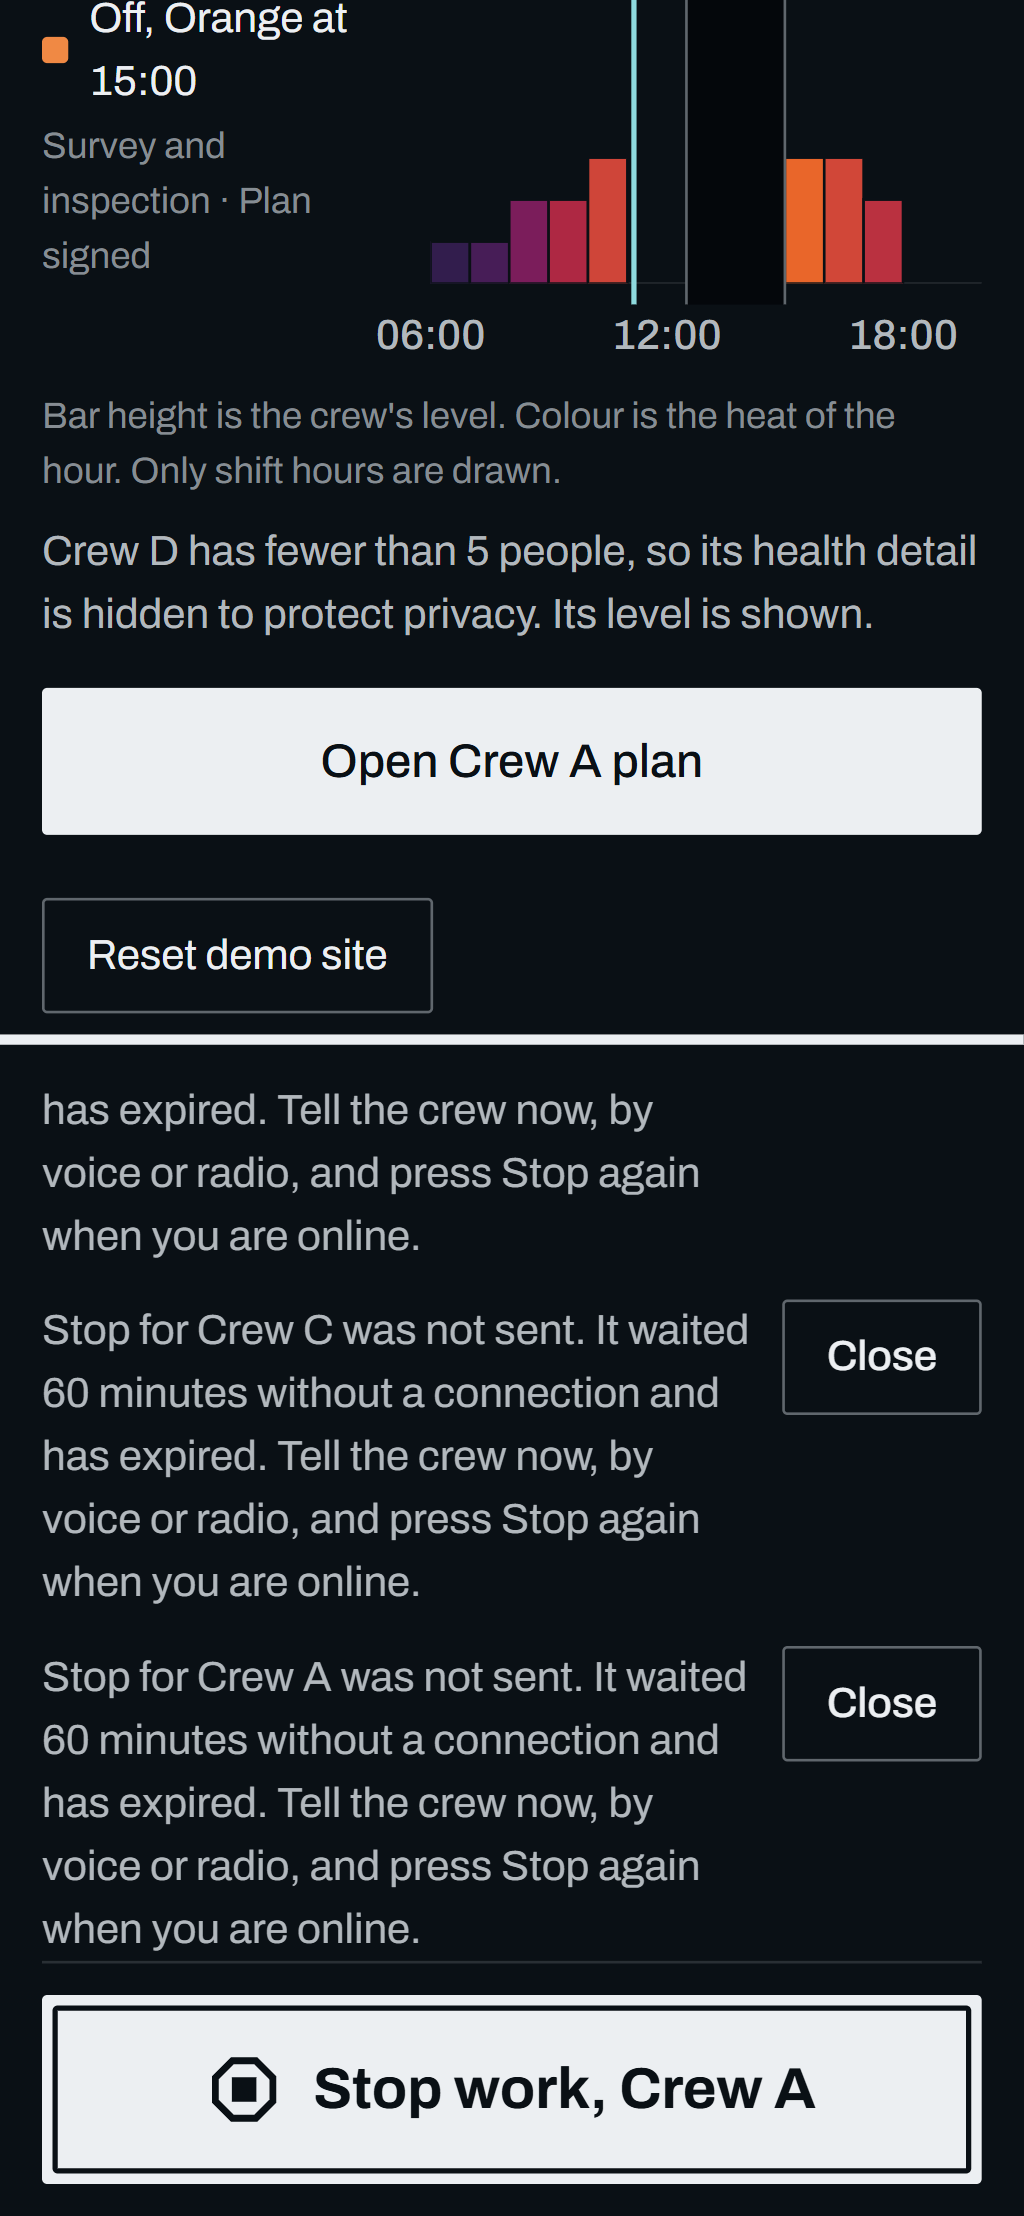 Off, Orange at
15:00
Survey and
inspection · Plan
signed
06:00 12:00 18:00
Bar height is the crew's level. Colour is the heat of the
hour. Only shift hours are drawn.
Crew D has fewer than 5 people, so its health detail
is hidden to protect privacy. Its level is shown.
Open Crew A plan
Reset demo site
has expired. Tell the crew now, by
voice or radio, and press Stop again
when you are online.
Stop for Crew C was not sent. It waited
60 minutes without a connection and
has expired. Tell the crew now, by
voice or radio, and press Stop again
when you are online.
Close
Stop for Crew A was not sent. It waited
60 minutes without a connection and
has expired. Tell the crew now, by
voice or radio, and press Stop again
when you are online.
Close
Stop work, Crew A